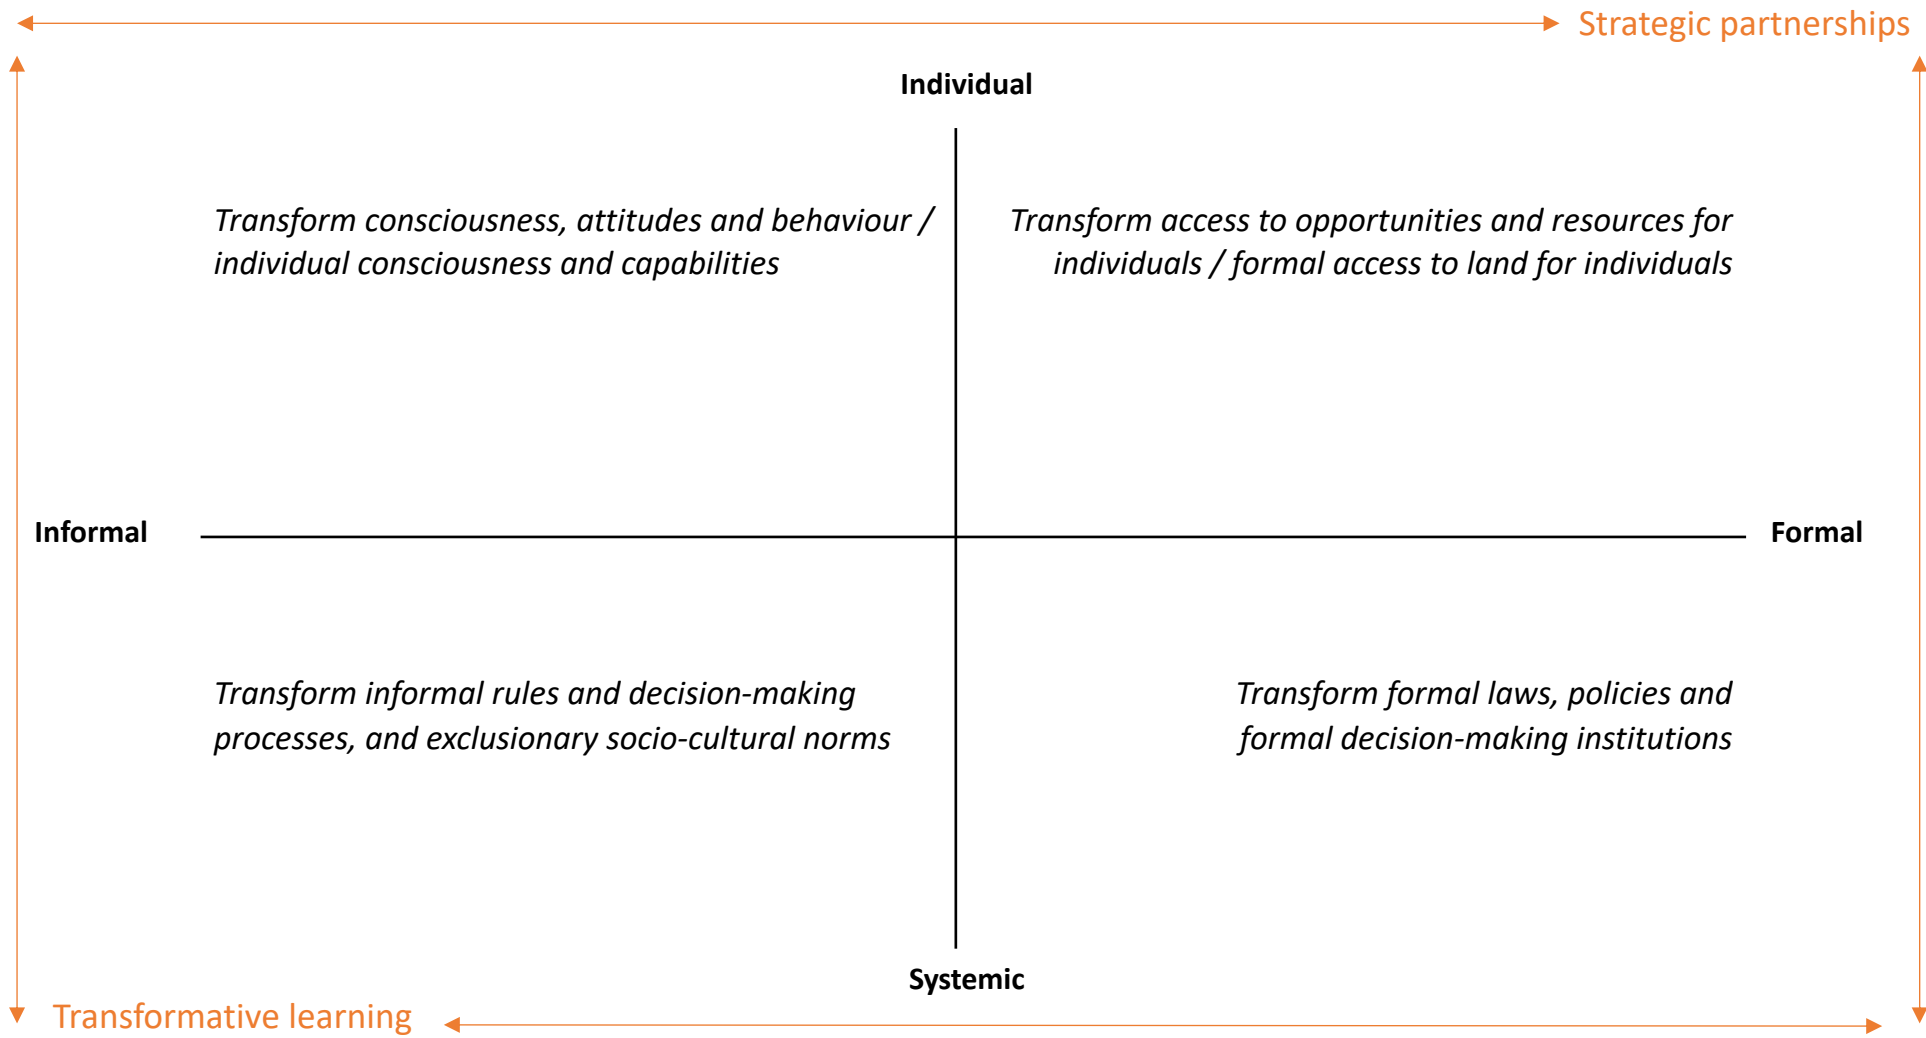 Strategic partnerships
Individual
Transform consciousness, attitudes and behaviour /
individual consciousness and capabilities
Transform access to opportunities and resources for
individuals / formal access to land for individuals
Informal
Formal
Transform informal rules and decision-making
processes, and exclusionary socio-cultural norms
Transform formal laws, policies and
formal decision-making institutions
Systemic
Transformative learning